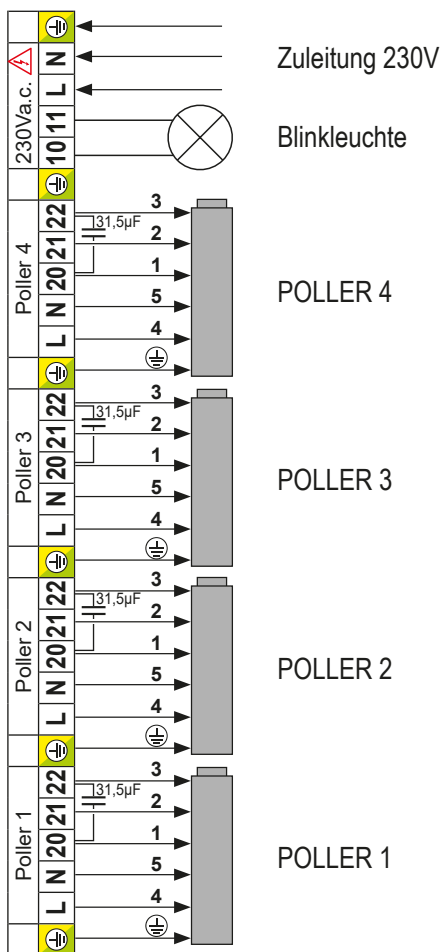 230Va.c.
N
L
11
10
Zuleitung 230V
Blinkleuchte
Poller 4
22
21
20
N
L
31,5µF
3
2
1
5
4
POLLER 4
Poller 3
22
21
20
N
L
31,5µF
3
2
1
5
4
POLLER 3
Poller 2
22
21
20
N
L
31,5µF
3
2
1
5
4
POLLER 2
Poller 1
22
21
20
N
L
31,5µF
3
2
1
5
4
POLLER 1